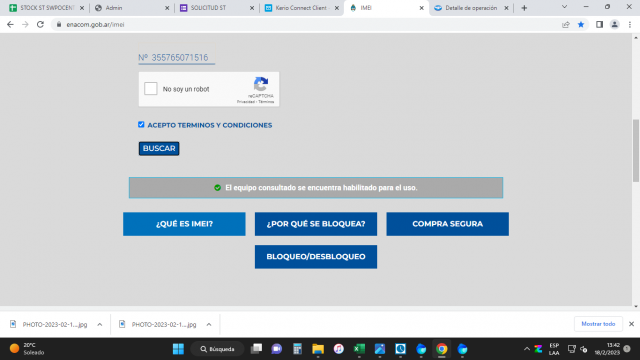 STOCK ST SWPOCENT
Admin
SOLICITUD ST
Kerio Connect Client
IMEI
Detalle de operación
enacom.gob.ar/imei
Nº 355765071516
No soy un robot
reCAPTCHA
Privacidad - Términos
ACEPTO TERMINOS Y CONDICIONES
BUSCAR
El equipo consultado se encuentra habilitado para el uso.
¿QUÉ ES IMEI?
¿POR QUÉ SE BLOQUEA?
COMPRA SEGURA
BLOQUEO/DESBLOQUEO
PHOTO-2023-02-1....jpg
PHOTO-2023-02-1....jpg
Mostrar todo
20°C
Soleado
Búsqueda
ESP
LAA
13:42
18/2/2023